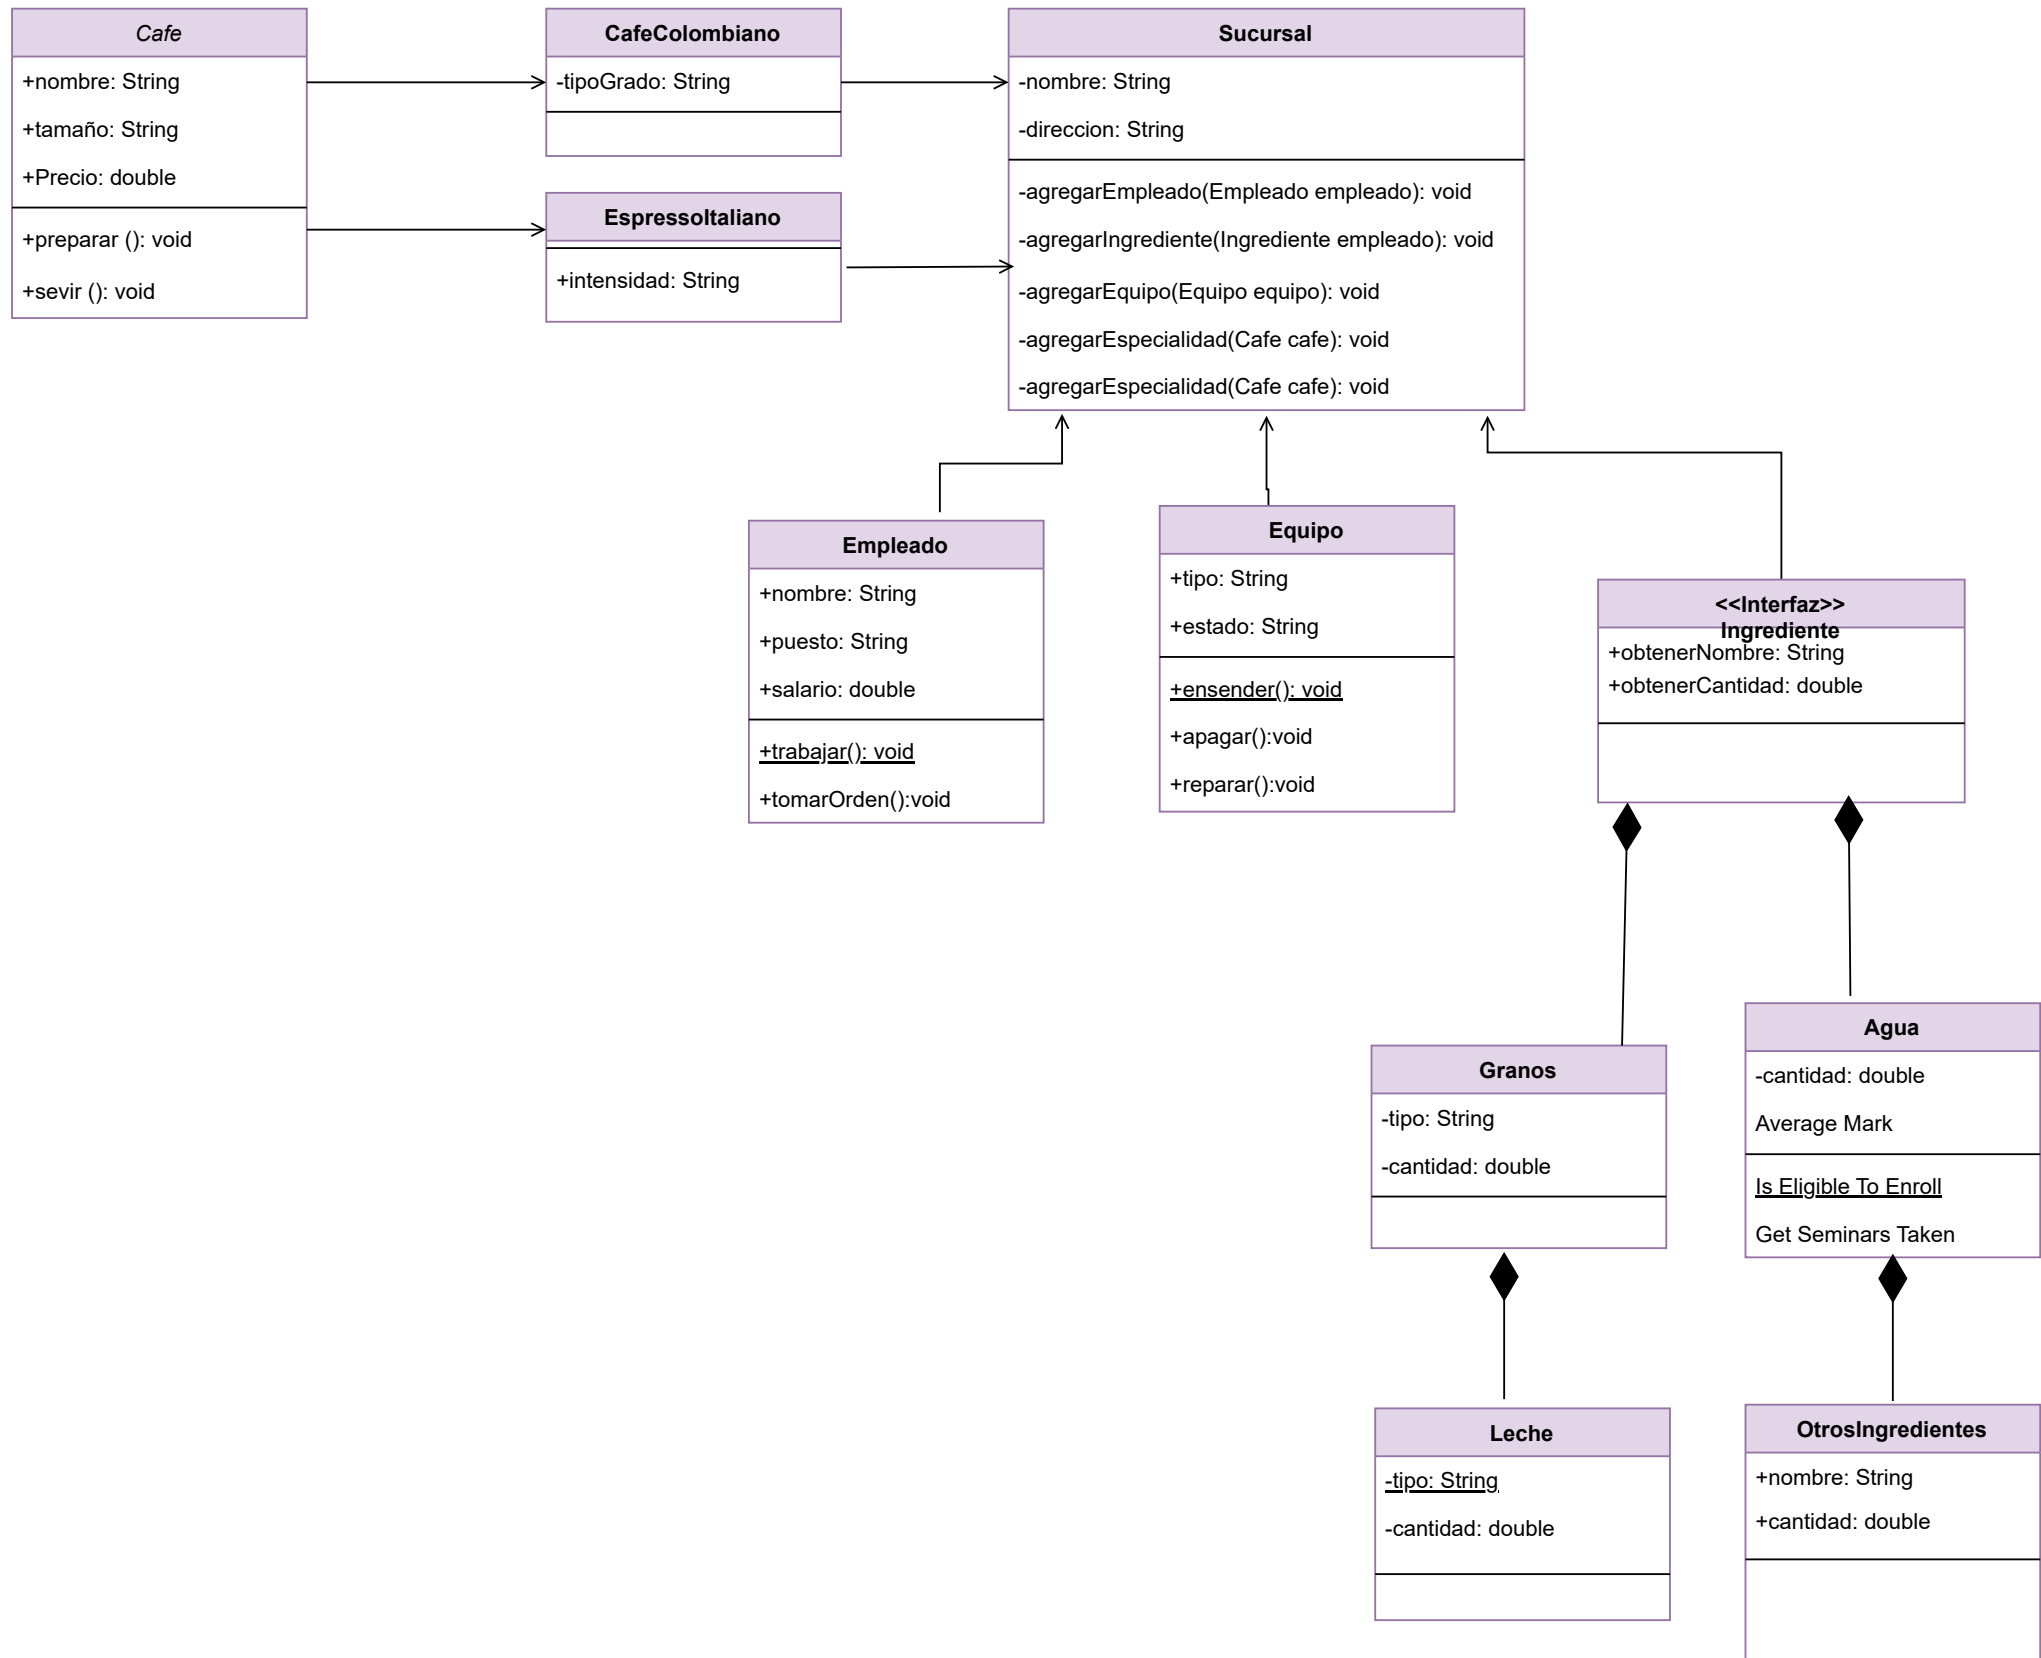 Cafe
+nombre: String
+tamaño: String
+Precio: double
+preparar (): void
+sevir (): void
CafeColombiano
-tipoGrado: String
EspressoItaliano
+intensidad: String
Sucursal
-nombre: String
-direccion: String
-agregarEmpleado(Empleado empleado): void
-agregarIngrediente(Ingrediente empleado): void
-agregarEquipo(Equipo equipo): void
-agregarEspecialidad(Cafe cafe): void
-agregarEspecialidad(Cafe cafe): void
Empleado
+nombre: String
+puesto: String
+salario: double
+trabajar(): void
+tomarOrden():void
Equipo
+tipo: String
+estado: String
+ensender(): void
+apagar():void
+reparar():void
<<Interfaz>>
Ingrediente
+obtenerNombre: String
+obtenerCantidad: double
Granos
-tipo: String
-cantidad: double
Agua
-cantidad: double
Average Mark
Is Eligible To Enroll
Get Seminars Taken
Leche
-tipo: String
-cantidad: double
OtrosIngredientes
+nombre: String
+cantidad: double